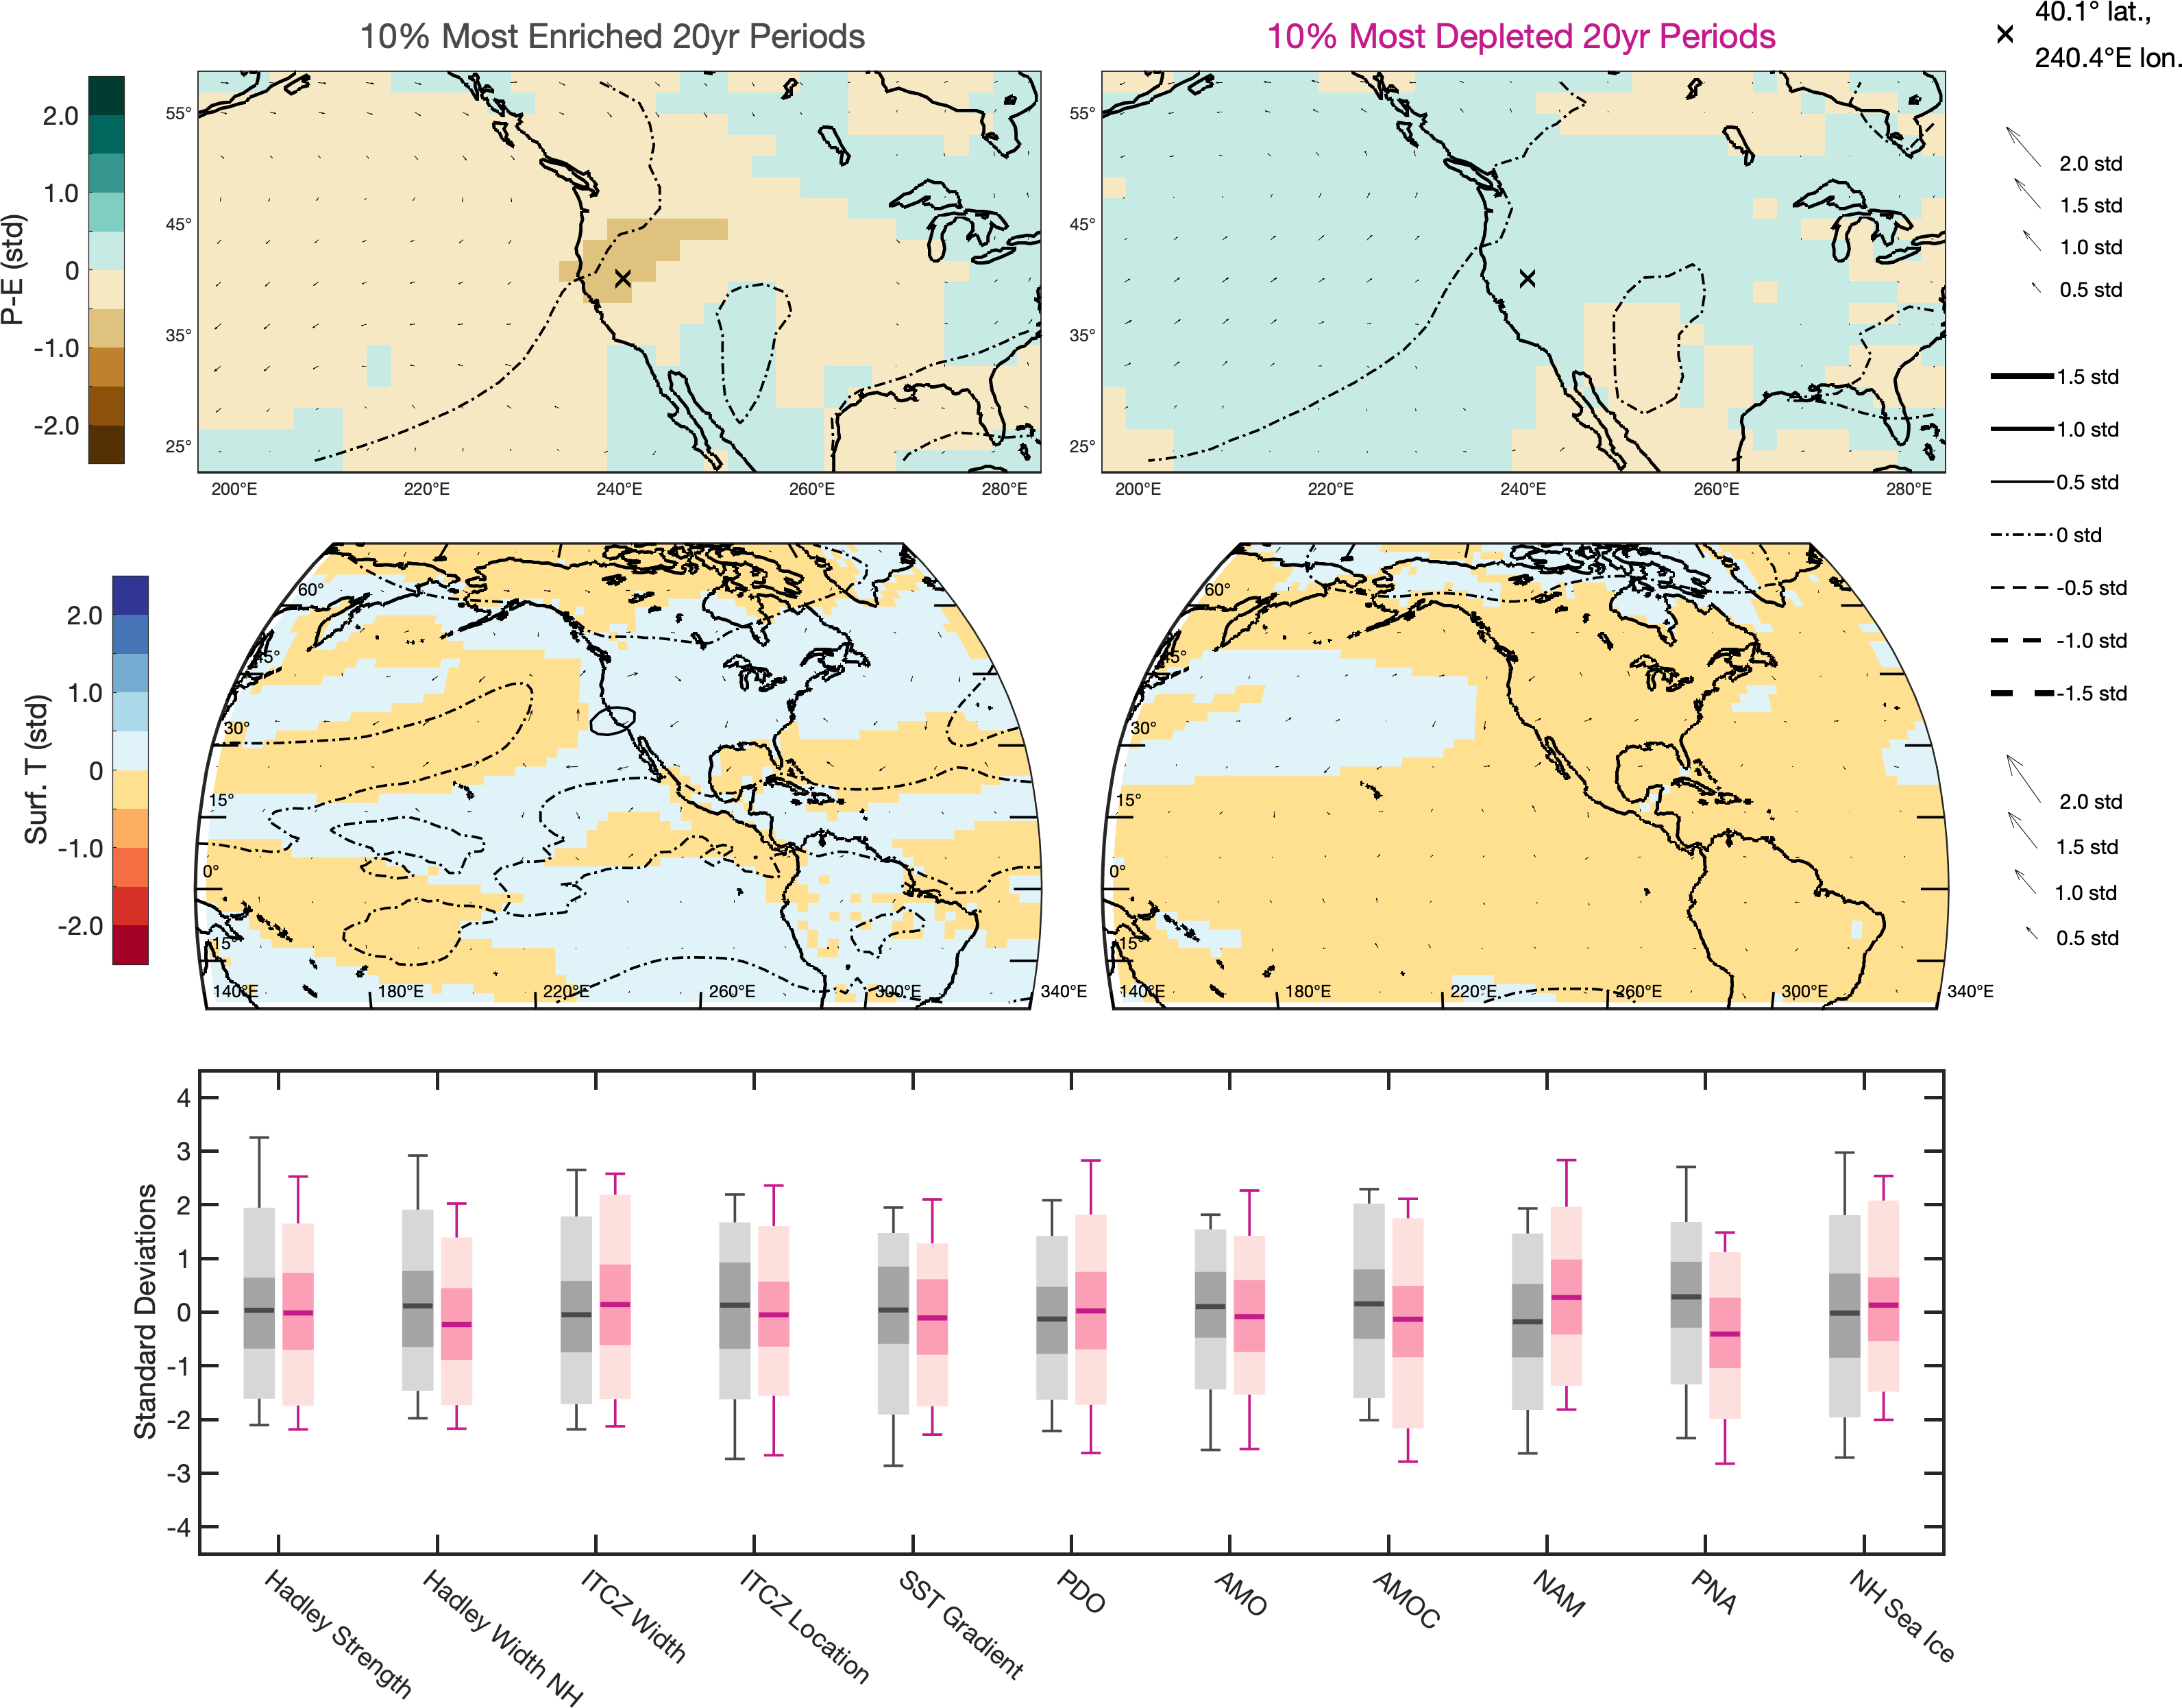 10% Most Enriched 20yr Periods
10% Most Depleted 20yr Periods
40.1° lat.,
240.4°E lon.
P-E (std)
2.0
1.0
0
-1.0
-2.0
55°
45°
35°
25°
200°E
220°E
240°E
260°E
280°E
55°
45°
35°
25°
200°E
220°E
240°E
260°E
280°E
2.0 std
1.5 std
1.0 std
0.5 std
1.5 std
1.0 std
0.5 std
0 std
-0.5 std
-1.0 std
-1.5 std
Surf. T (std)
2.0
1.0
0
-1.0
-2.0
60°
45°
30°
15°
0°
-15°
140°E
180°E
220°E
260°E
300°E
340°E
60°
45°
30°
15°
0°
-15°
140°E
180°E
220°E
260°E
300°E
340°E
2.0 std
1.5 std
1.0 std
0.5 std
Standard Deviations
4
3
2
1
0
-1
-2
-3
-4
Hadley Strength
Hadley Width NH
ITCZ Width
ITCZ Location
SST Gradient
PDO
AMO
AMOC
NAM
PNA
NH Sea Ice